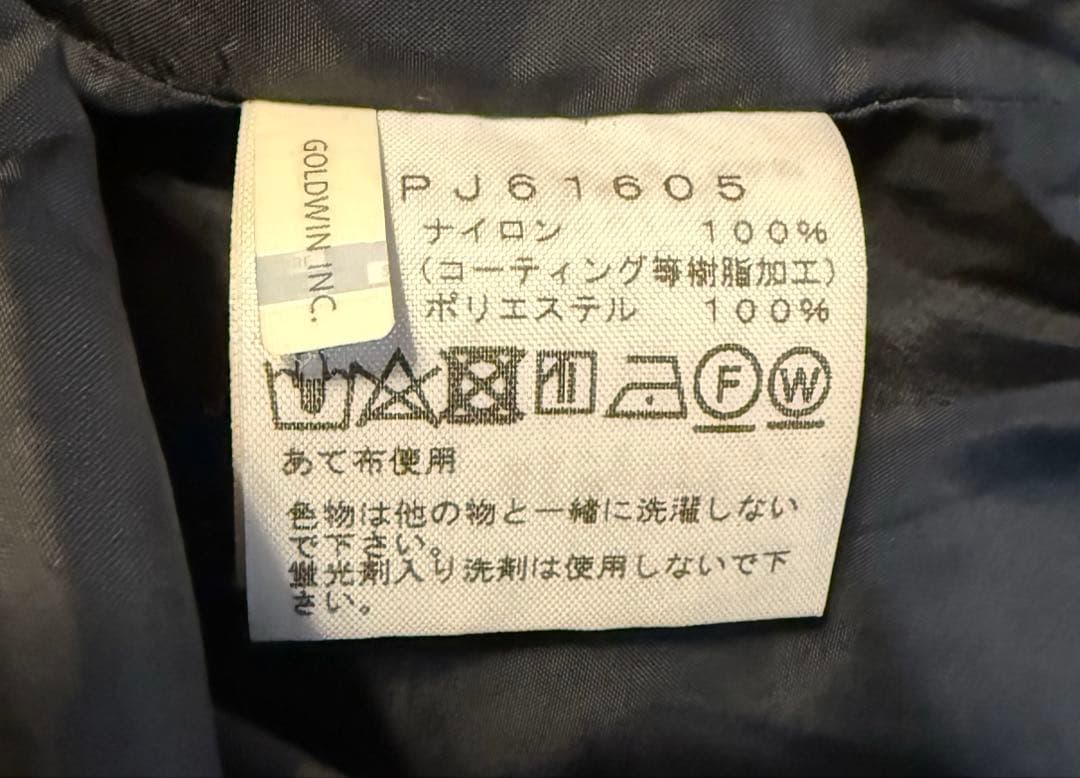 GOLDWIN INC.
PJ61605
ナイロン 100%
(コーティング等樹脂加工)
ポリエステル 100%
F W
あて布使用
色物は他の物と一緒に洗濯しない
で下さい。
蛍光剤入り洗剤は使用しないで下
さい。